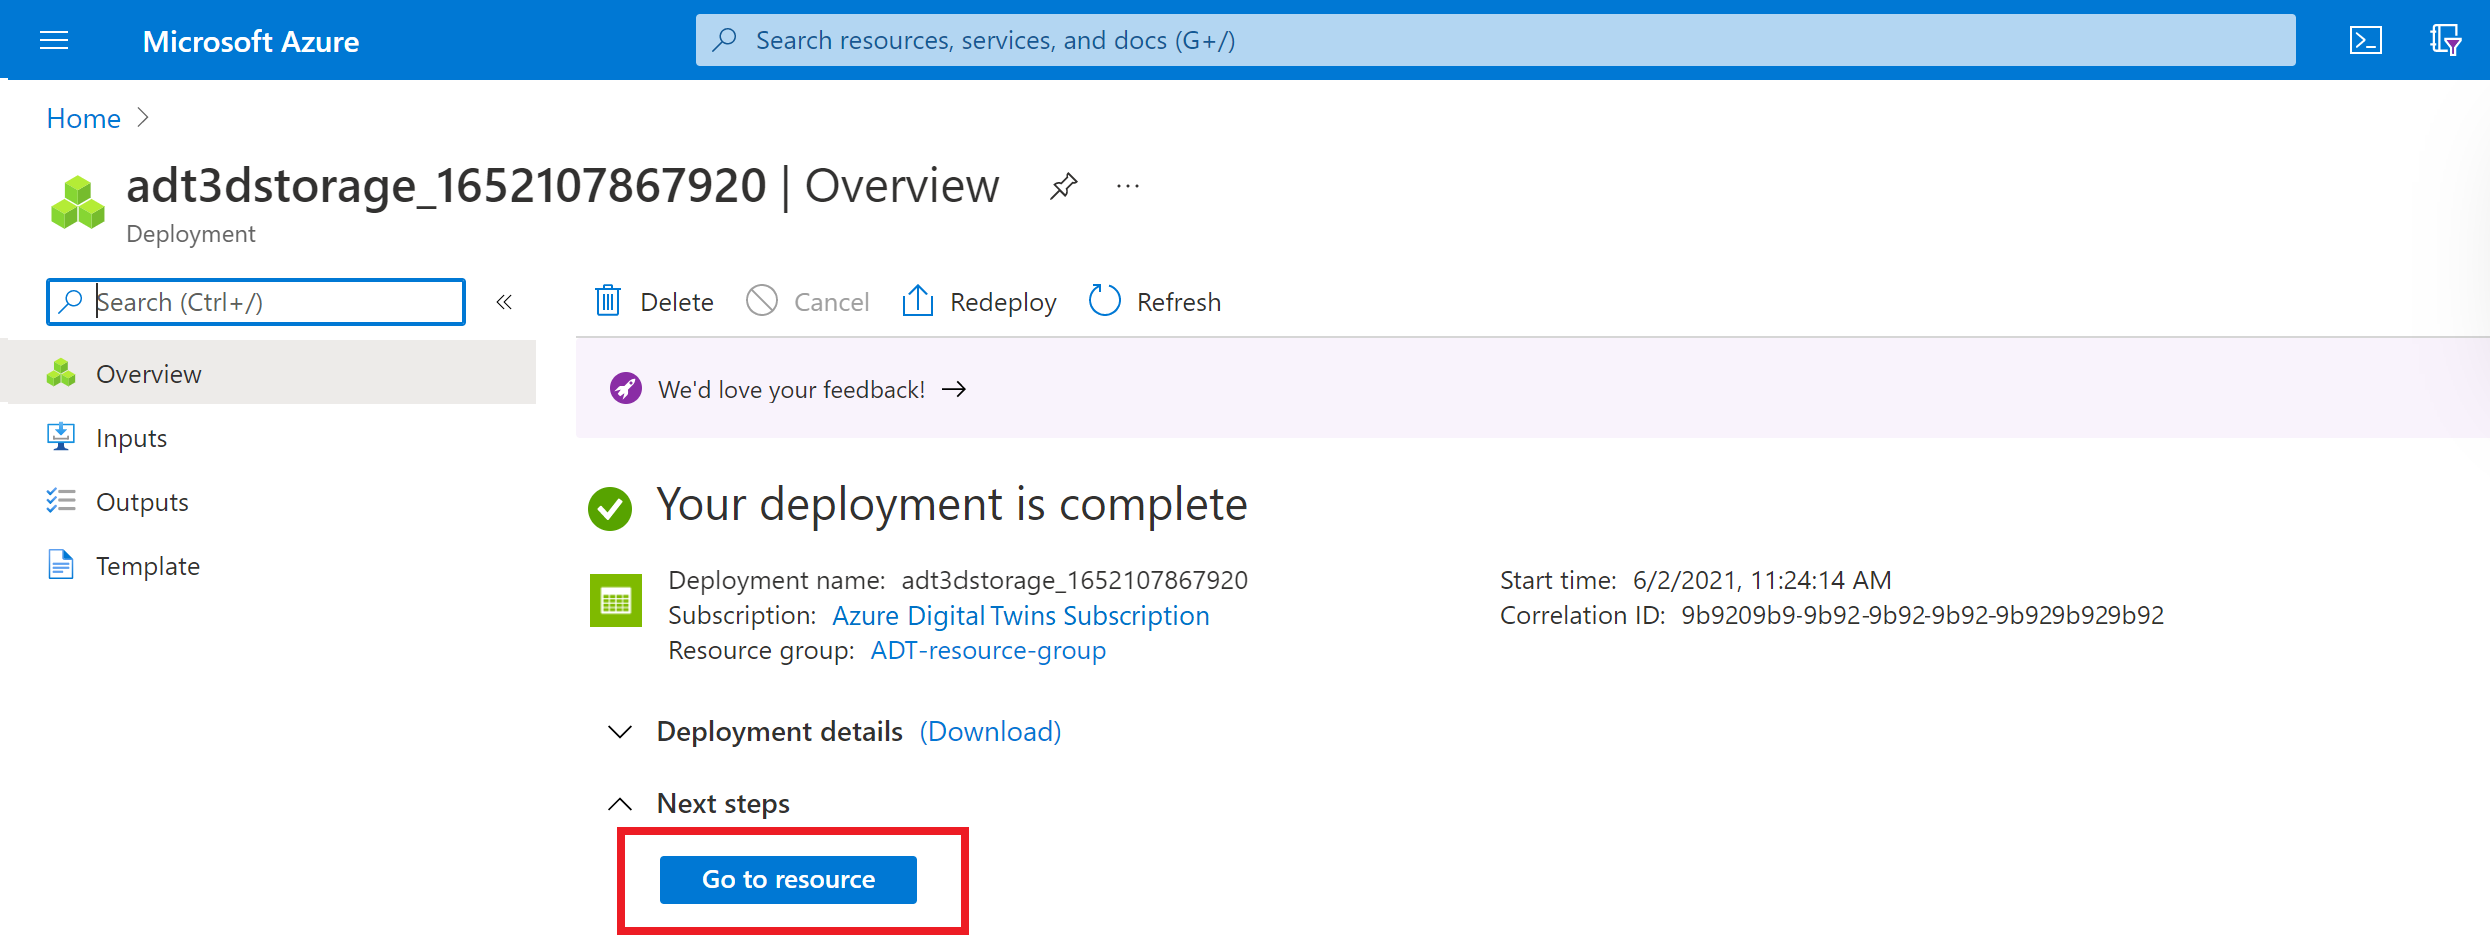 Microsoft Azure
Search resources, services, and docs (G+/)
Home
adt3dstorage_1652107867920 | Overview
Deployment
Search (Ctrl+/)
Delete Cancel Redeploy Refresh
We'd love your feedback!
Overview
Inputs
Outputs
Template
Your deployment is complete
Deployment name: adt3dstorage_1652107867920
Subscription: Azure Digital Twins Subscription
Resource group: ADT-resource-group
Start time: 6/2/2021, 11:24:14 AM
Correlation ID: 9b9209b9-9b92-9b92-9b92-9b929b929b92
Deployment details (Download)
Next steps
Go to resource